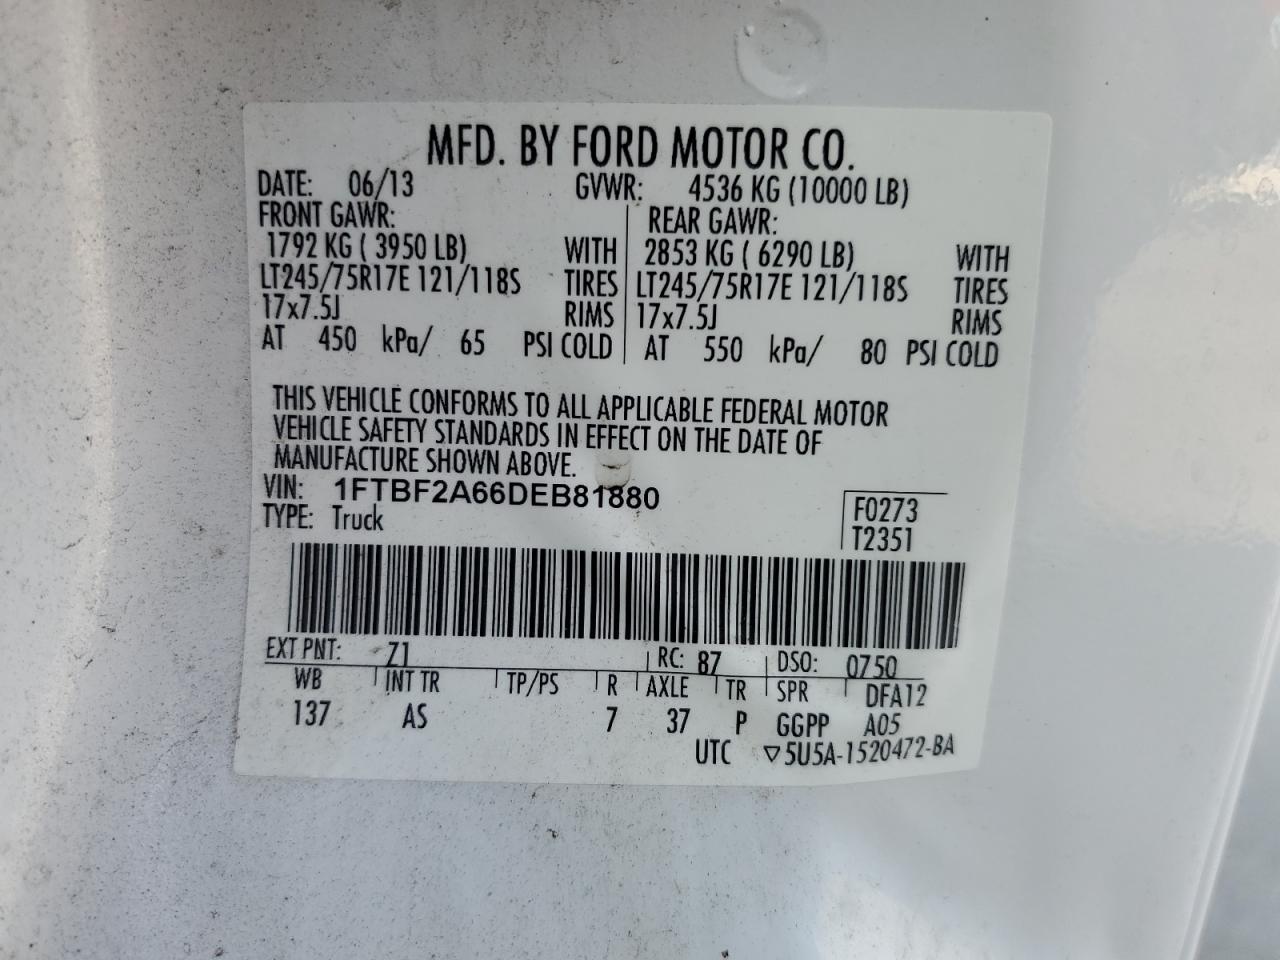 MFD. BY FORD MOTOR CO.
DATE: 06/13 GVWR: 4536 KG (10000 LB)
FRONT GAWR: REAR GAWR:
1792 KG ( 3950 LB) WITH 2853 KG ( 6290 LB) WITH
LT245/75R17E 121/118S TIRES LT245/75R17E 121/118S TIRES
17x7.5J RIMS 17x7.5J RIMS
AT 450 kPa/ 65 PSI COLD AT 550 kPa/ 80 PSI COLD
THIS VEHICLE CONFORMS TO ALL APPLICABLE FEDERAL MOTOR
VEHICLE SAFETY STANDARDS IN EFFECT ON THE DATE OF
MANUFACTURE SHOWN ABOVE.
VIN: 1FTBF2A66DEB81880
TYPE: Truck
F0273
T2351
EXT PNT: Z1 RC: 87 DSO: 0750
WB INT TR TP/PS R AXLE TR SPR DFA12
137 AS 7 37 P GGPP A05
UTC ▽5U5A-1520472-BA